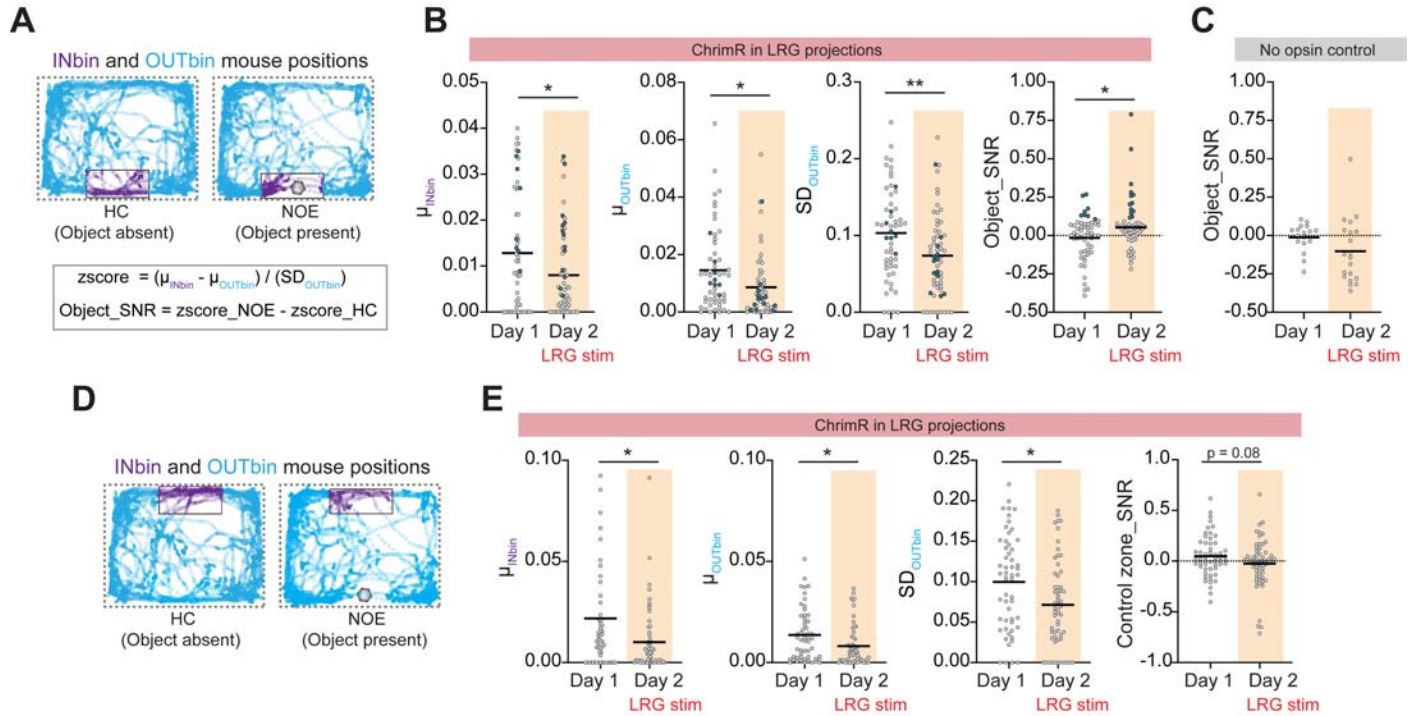 A
INbin and OUTbin mouse positions
HC
(Object absent)
NOE
(Object present)
zscore = (μINbin - μOUTbin) / (SDOUTbin)
Object_SNR = zscore_NOE - zscore_HC
B
ChrimR in LRG projections
μINbin
0.05
0.04
0.03
0.02
0.01
0.00
*
Day 1 Day 2
LRG stim
μOUTbin
0.08
0.06
0.04
0.02
0.00
*
Day 1 Day 2
LRG stim
SDOUTbin
0.3
0.2
0.1
0.0
**
Day 1 Day 2
LRG stim
Object_SNR
1.00
0.75
0.50
0.25
0.00
-0.25
-0.50
*
Day 1 Day 2
LRG stim
C
No opsin control
Object_SNR
1.00
0.50
0.00
-0.25
-0.50
Day 1 Day 2
LRG stim
D
INbin and OUTbin mouse positions
HC
(Object absent)
NOE
(Object present)
E
ChrimR in LRG projections
μINbin
0.10
0.05
0.00
*
Day 1 Day 2
LRG stim
μOUTbin
0.10
0.05
0.00
*
Day 1 Day 2
LRG stim
SDOUTbin
0.25
0.20
0.15
0.10
0.05
0.00
*
Day 1 Day 2
LRG stim
Control zone_SNR
1.0
0.5
0.0
-0.5
-1.0
p = 0.08
Day 1 Day 2
LRG stim